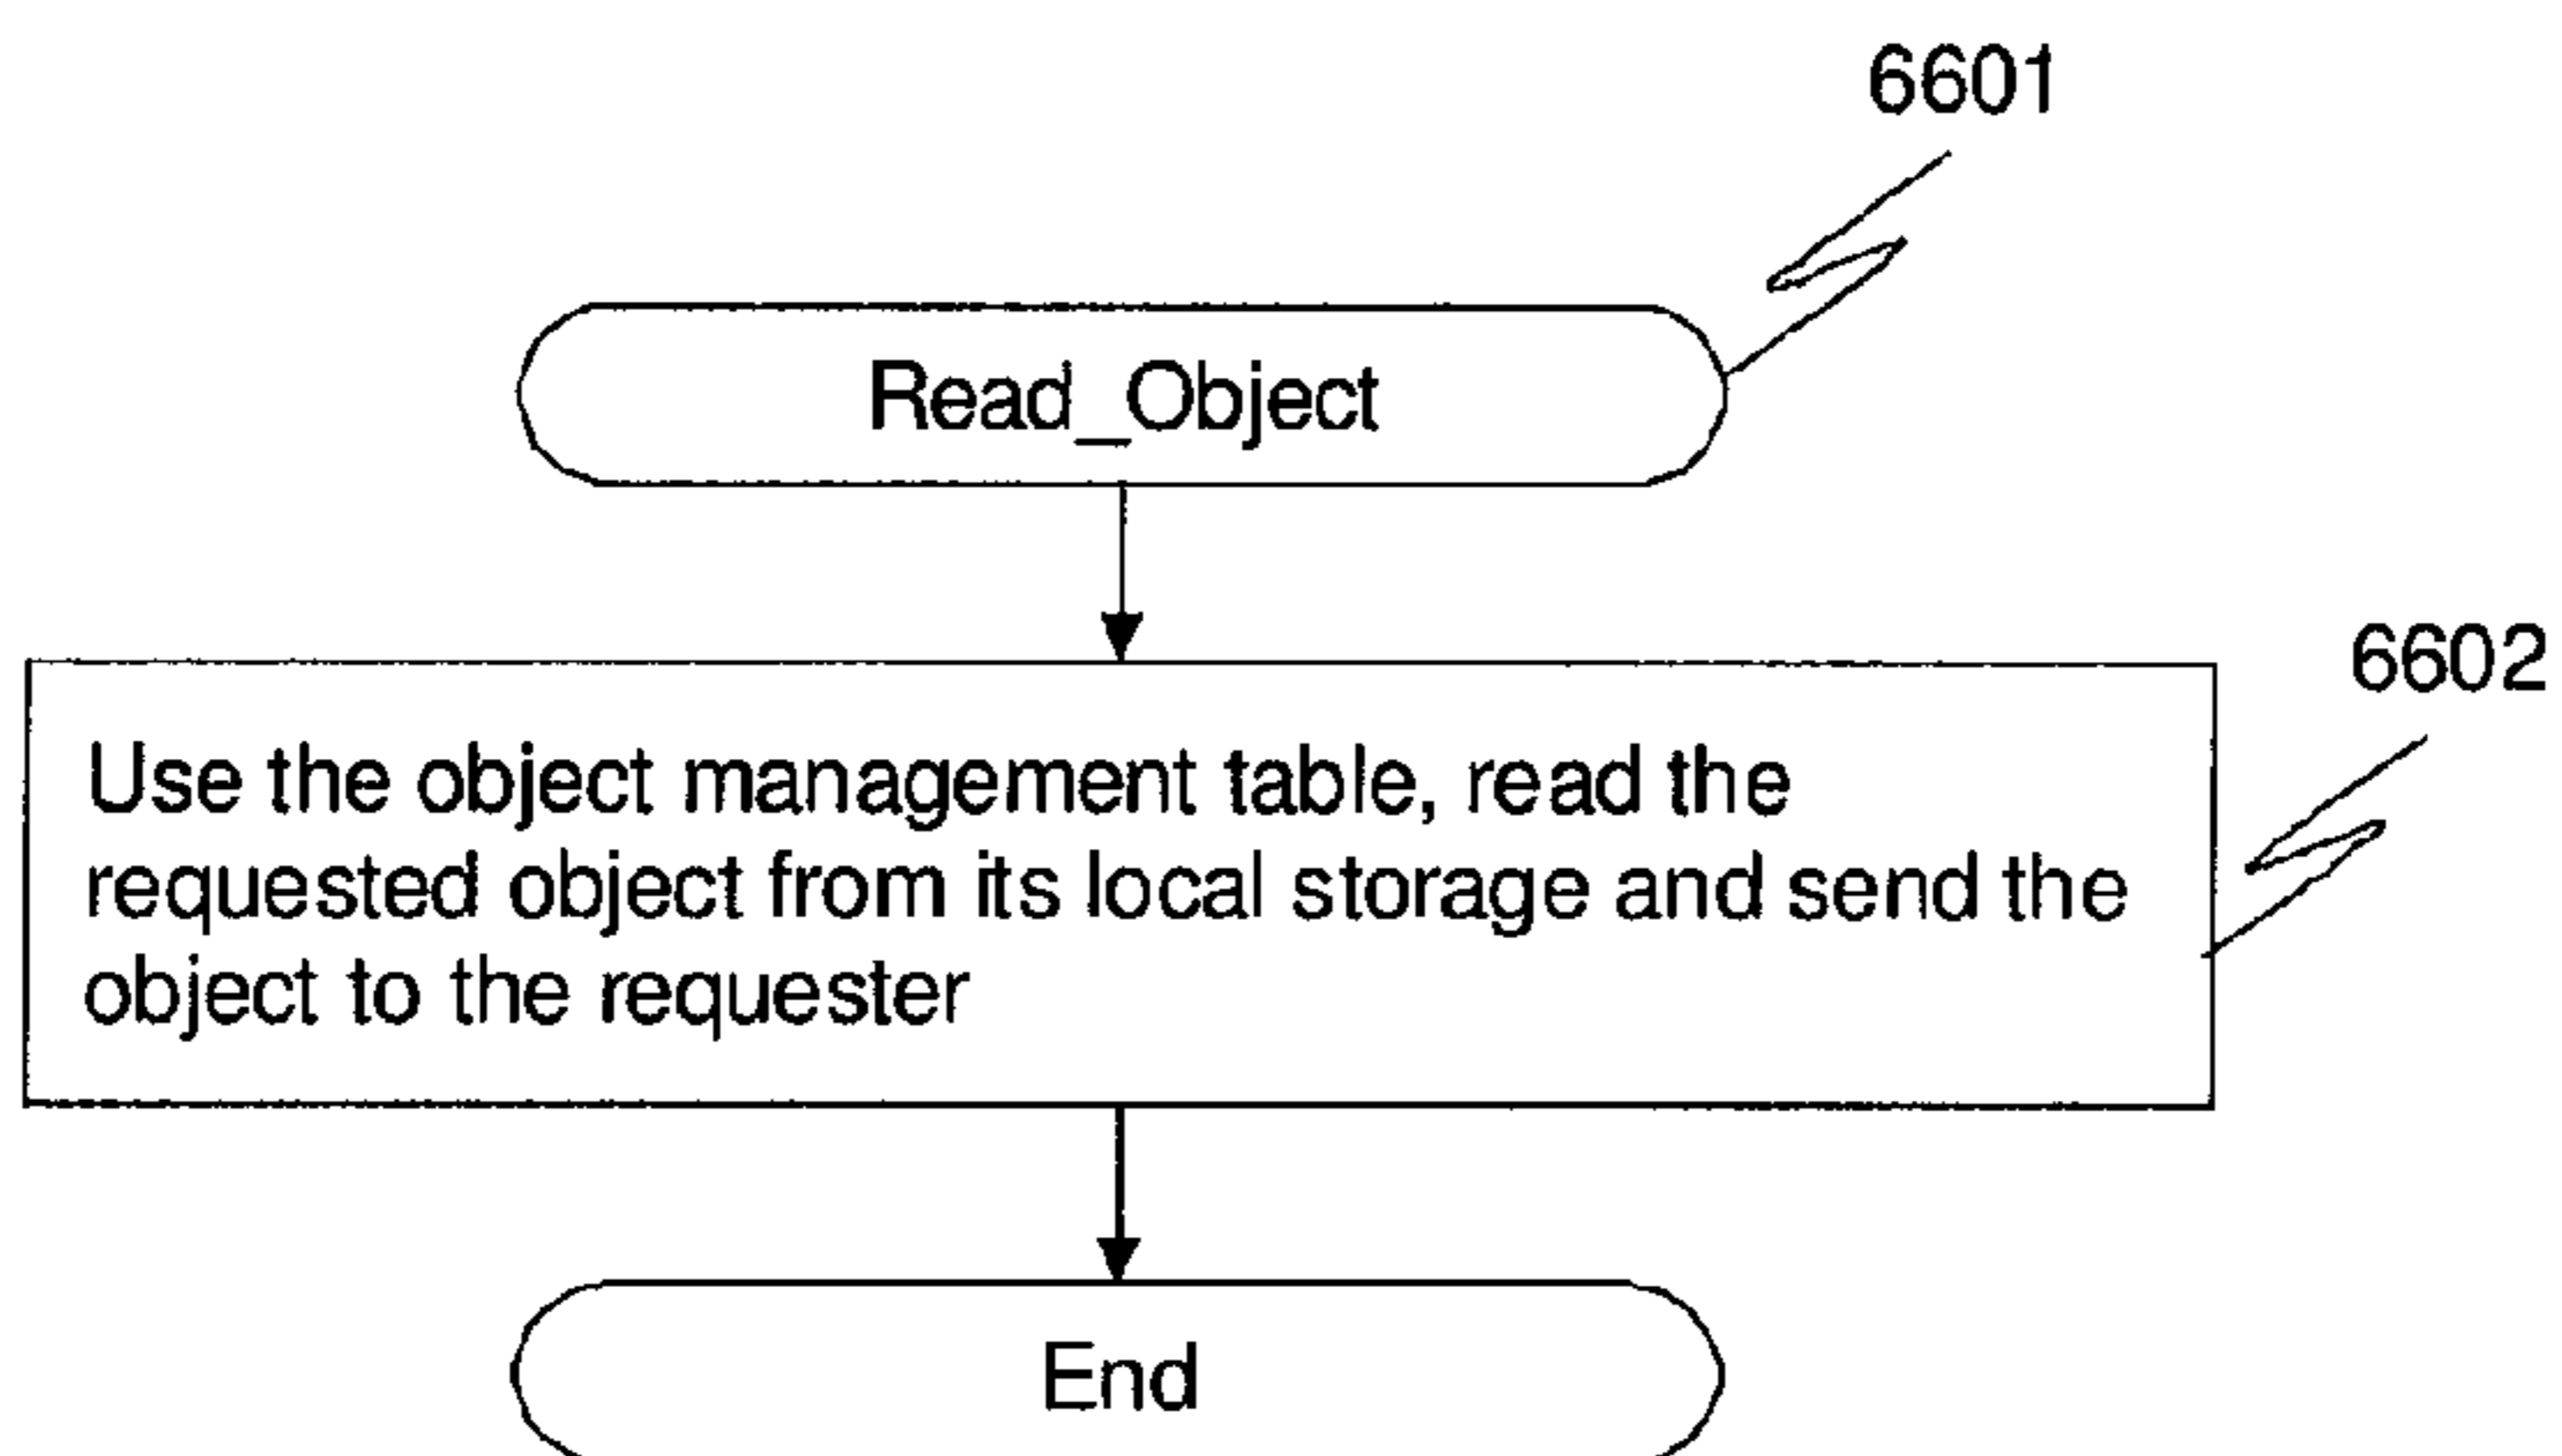 6601
Read_Object
6602
Use the object management table, read the
requested object from its local storage and send the
object to the requester
End